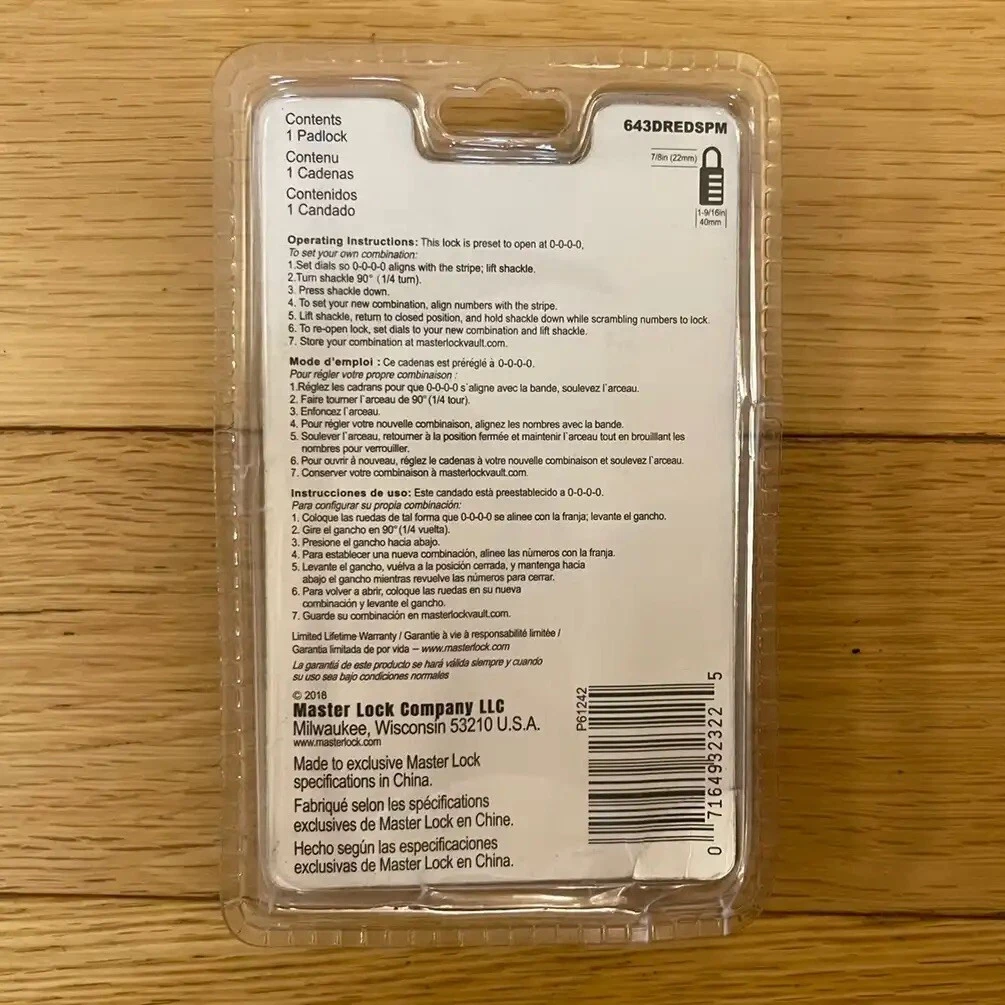 Contents
1 Padlock
Contenu
1 Cadenas
Contenidos
1 Candado
643DREDSPM
7/8in (22mm)
1-9/16in
40mm
Operating Instructions: This lock is preset to open at 0-0-0-0,
To set your own combination:
1.Set dials so 0-0-0-0 aligns with the stripe; lift shackle.
2.Turn shackle 90° (1/4 turn).
3. Press shackle down.
4. To set your new combination, align numbers with the stripe.
5. Lift shackle, return to closed position, and hold shackle down while scrambling numbers to lock.
6. To re-open lock, set dials to your new combination and lift shackle.
7. Store your combination at masterlockvault.com.
Mode d'emploi : Ce cadenas est préréglé à 0-0-0-0.
Pour régler votre propre combinaison :
1.Réglez les cadrans pour que 0-0-0-0 s'aligne avec la bande, soulevez l'arceau.
2. Faire tourner l'arceau de 90° (1/4 tour).
3. Enfoncez l'arceau.
4. Pour régler votre nouvelle combinaison, alignez les nombres avec la bande.
5. Soulever l'arceau, retourner à la position fermée et maintenir l'arceau tout en brouillant les
nombres pour verrouiller.
6. Pour ouvrir à nouveau, réglez le cadenas à votre nouvelle combinaison et soulevez l'arceau.
7. Conserver votre combinaison à masterlockvault.com.
Instrucciones de uso: Este candado està preestablecido a 0-0-0-0.
Para configurar su propia combinación:
1. Coloque las ruedas de tal forma que 0-0-0-0 se alinee con la franja; levante el gancho.
2. Gire el gancho en 90° (1/4 vuelta).
3. Presione el gancho hacia abajo.
4. Para establecer una nueva combinación, alinee las números con la franja.
5. Levante el gancho, vuélva a la posición cerrada, y mantenga hacia
abajo el gancho mientras revuelve las números para cerrar.
6. Para volver a abrir, coloque las ruedas en su nueva
combinación y levante el gancho.
7. Guarde su combinación en masterlockvault.com.
Limited Lifetime Warranty / Garantie à vie à responsabilité limitée /
Garantia limitada de por vida – www.masterlock.com
La garantiá de este producto se hará válida siempre y cuando
su uso sea bajo condiciones normales
© 2018
Master Lock Company LLC
Milwaukee, Wisconsin 53210 U.S.A.
www.masterlock.com
Made to exclusive Master Lock
specifications in China.
Fabriqué selon les spécifications
exclusives de Master Lock en Chine.
Hecho según las especificaciones
exclusivas de Master Lock en China.
P61242
0 7164932322 5